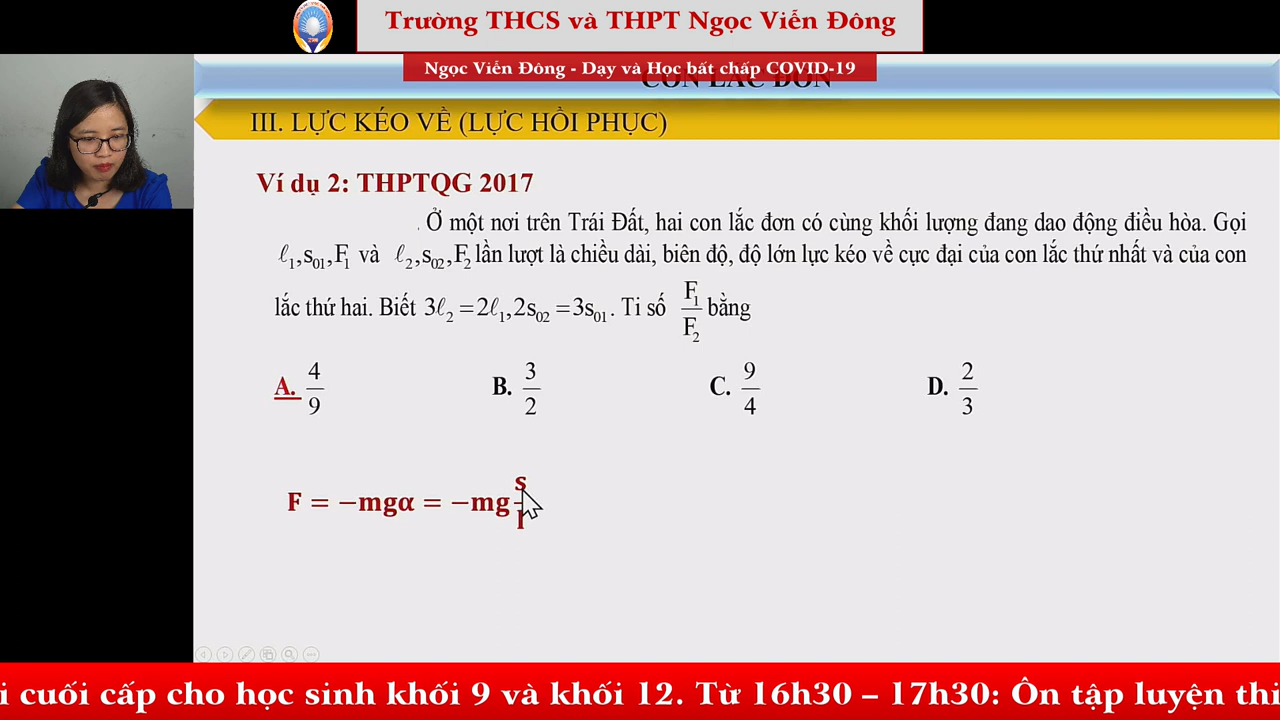 Trường THCS và THPT Ngọc Viễn Đông
Ngọc Viễn Đông - Dạy và Học bất chấp COVID-19
CON LẮC ĐƠN
III. LỰC KÉO VỀ (LỰC HỒI PHỤC)
Ví dụ 2: THPTQG 2017
Ở một nơi trên Trái Đất, hai con lắc đơn có cùng khối lượng đang dao động điều hòa. Gọi
ℓ₁,s₀₁,F₁ và ℓ₂,s₀₂,F₂ lần lượt là chiều dài, biên độ, độ lớn lực kéo về cực đại của con lắc thứ nhất và của con
lắc thứ hai. Biết 3ℓ₂ = 2ℓ₁, 2s₀₂ = 3s₀₁. Tỉ số F₁/F₂ bằng
A. 4/9 B. 3/2 C. 9/4 D. 2/3
F = −mgα = −mg s/l
i cuối cấp cho học sinh khối 9 và khối 12. Từ 16h30 – 17h30: Ôn tập luyện thi